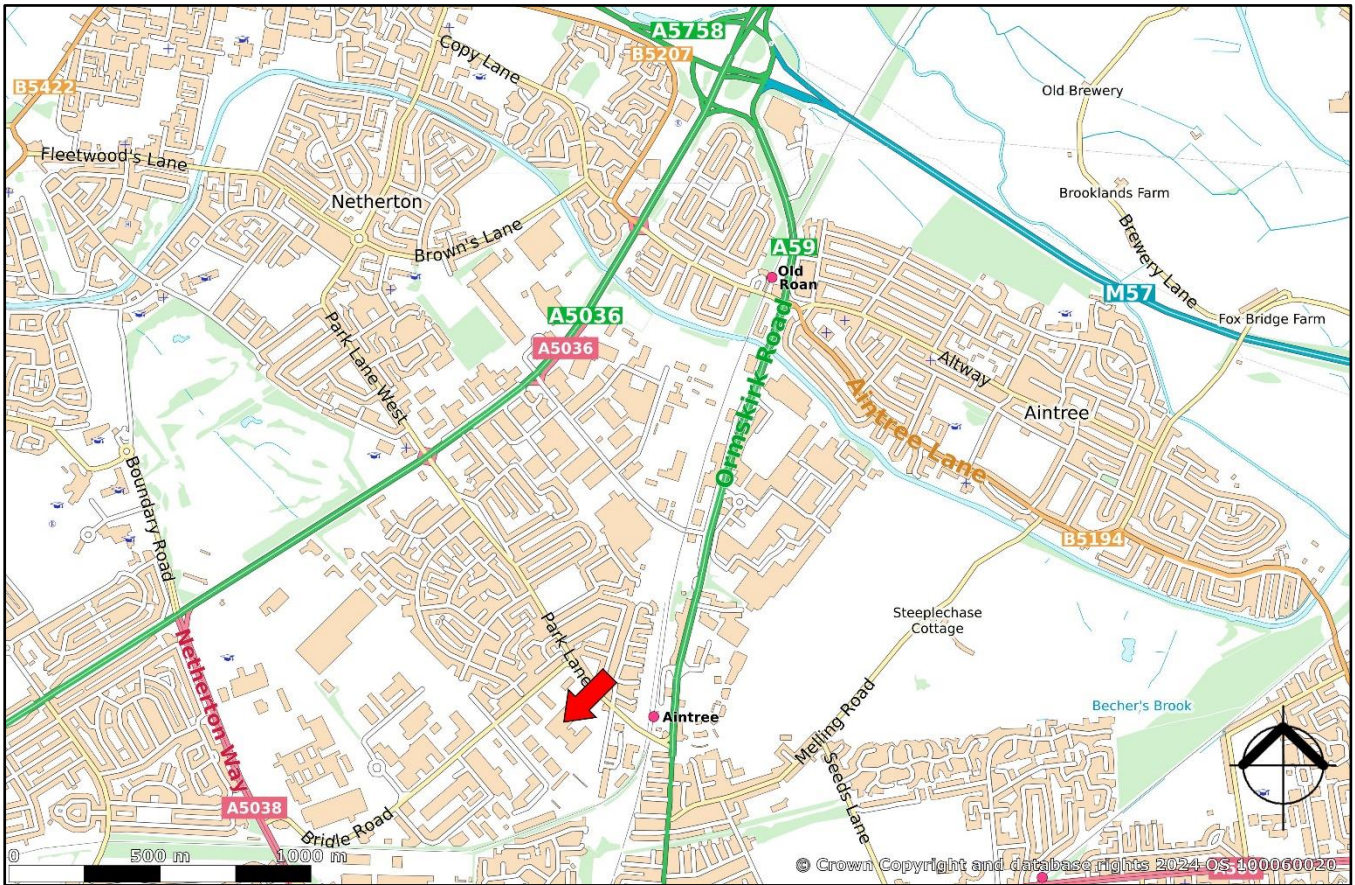 A5758
B5207
Copy Lane
B5422
Old Brewery
Fleetwood's Lane
Brooklands Farm
Netherton
Brown's Lane
A59
Old
Roan
Brewery Lane
M57
A5036
A5036
Fox Bridge Farm
Park Lane West
Ormskirk Road
Altway
Aintree Lane
Aintree
Boundary Road
B5194
Steeplechase
Cottage
Park Lane
Netherton Way
Becher's Brook
Aintree
Melling Road
Seeds Lane
A5038
Bridle Road
0 500 m 1000 m
© Crown Copyright and database rights 2024 OS 100060020